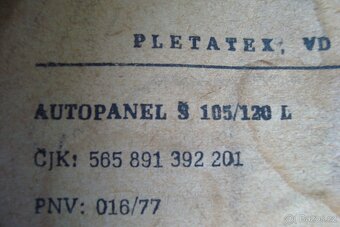 PLETATEX, VD
AUTOPANEL Š 105/120 L
ČJK: 565 891 392 201
PNV: 016/77